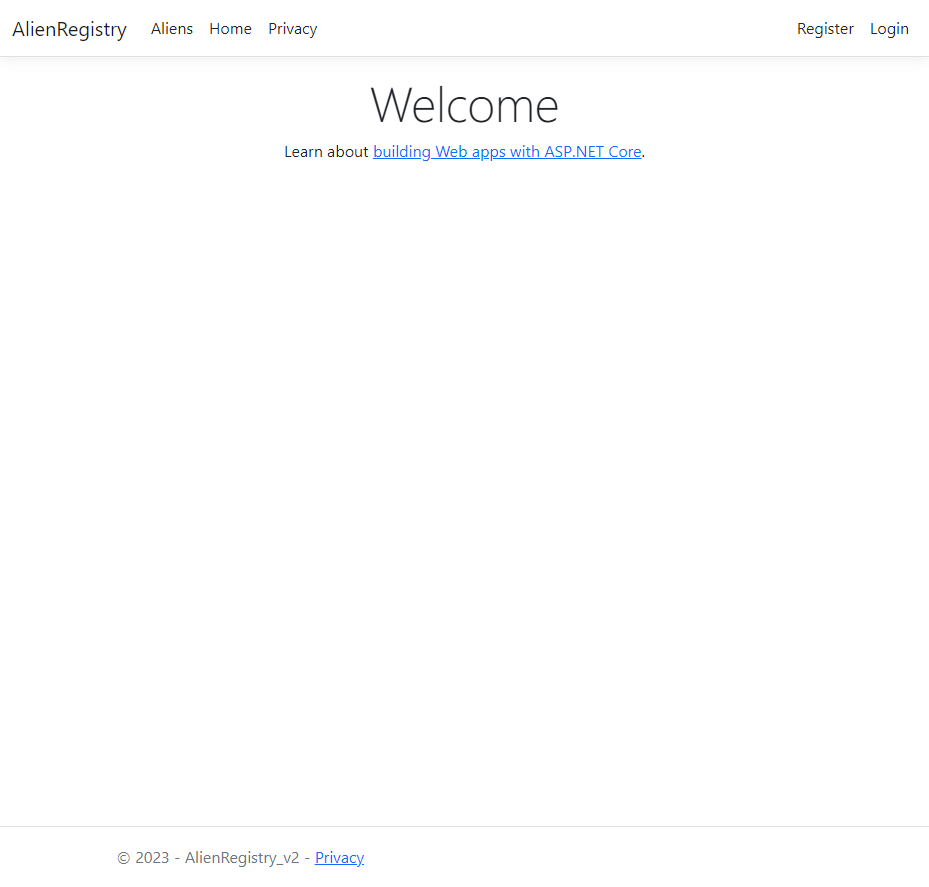 AlienRegistry Aliens Home Privacy Register Login
Welcome
Learn about building Web apps with ASP.NET Core.
© 2023 - AlienRegistry_v2 - Privacy